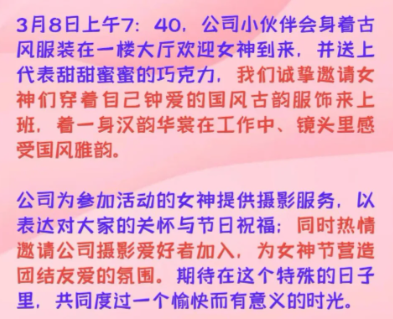 3月8日上午7：40，公司小伙伴会身着古
风服装在一楼大厅欢迎女神到来，并送上
代表甜甜蜜蜜的巧克力，我们诚挚邀请女
神们穿着自己钟爱的国风古韵服饰来上
班，着一身汉韵华裳在工作中、镜头里感
受国风雅韵。
公司为参加活动的女神提供摄影服务，以
表达对大家的关怀与节日祝福；同时热情
邀请公司摄影爱好者加入，为女神节营造
团结友爱的氛围。期待在这个特殊的日子
里，共同度过一个愉快而有意义的时光。